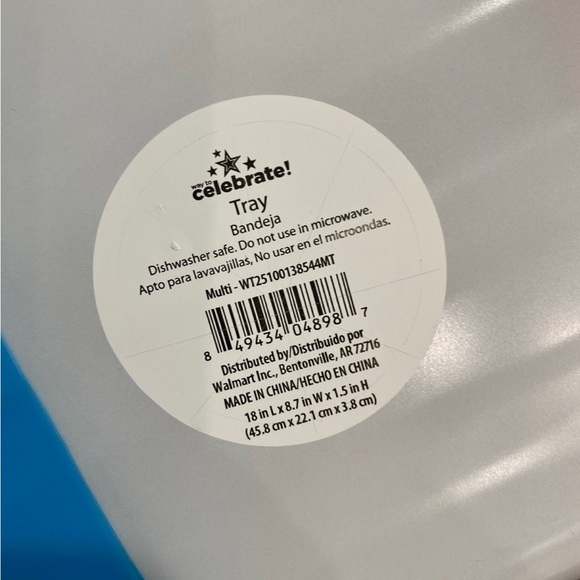 way to
celebrate!
Tray
Bandeja
Dishwasher safe. Do not use in microwave.
Apto para lavavajillas, No usar en el microondas.
Multi - WT25100138544MT
8 49434 04898 7
Distributed by/Distribuido por
Walmart Inc., Bentonville, AR 72716
MADE IN CHINA/HECHO EN CHINA
18 in L x 8.7 in W x 1.5 in H
(45.8 cm x 22.1 cm x 3.8 cm)